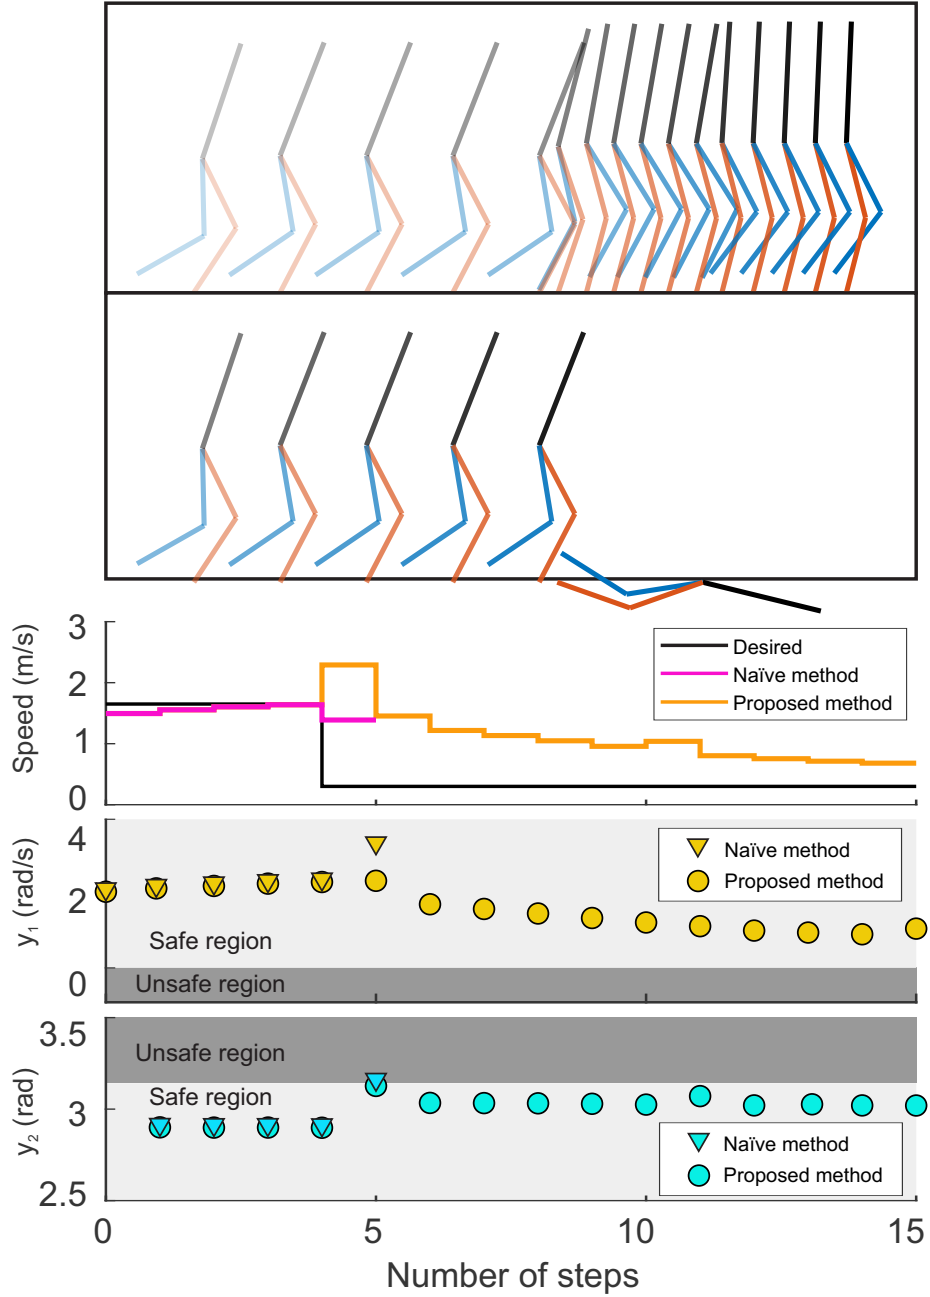 3
2
1
0
Speed (m/s)
Desired
Naïve method
Proposed method
4
2
0
y₁ (rad/s)
Naïve method
Proposed method
Safe region
Unsafe region
3.5
3
2.5
y₂ (rad)
Unsafe region
Safe region
Naïve method
Proposed method
0 5 10 15
Number of steps